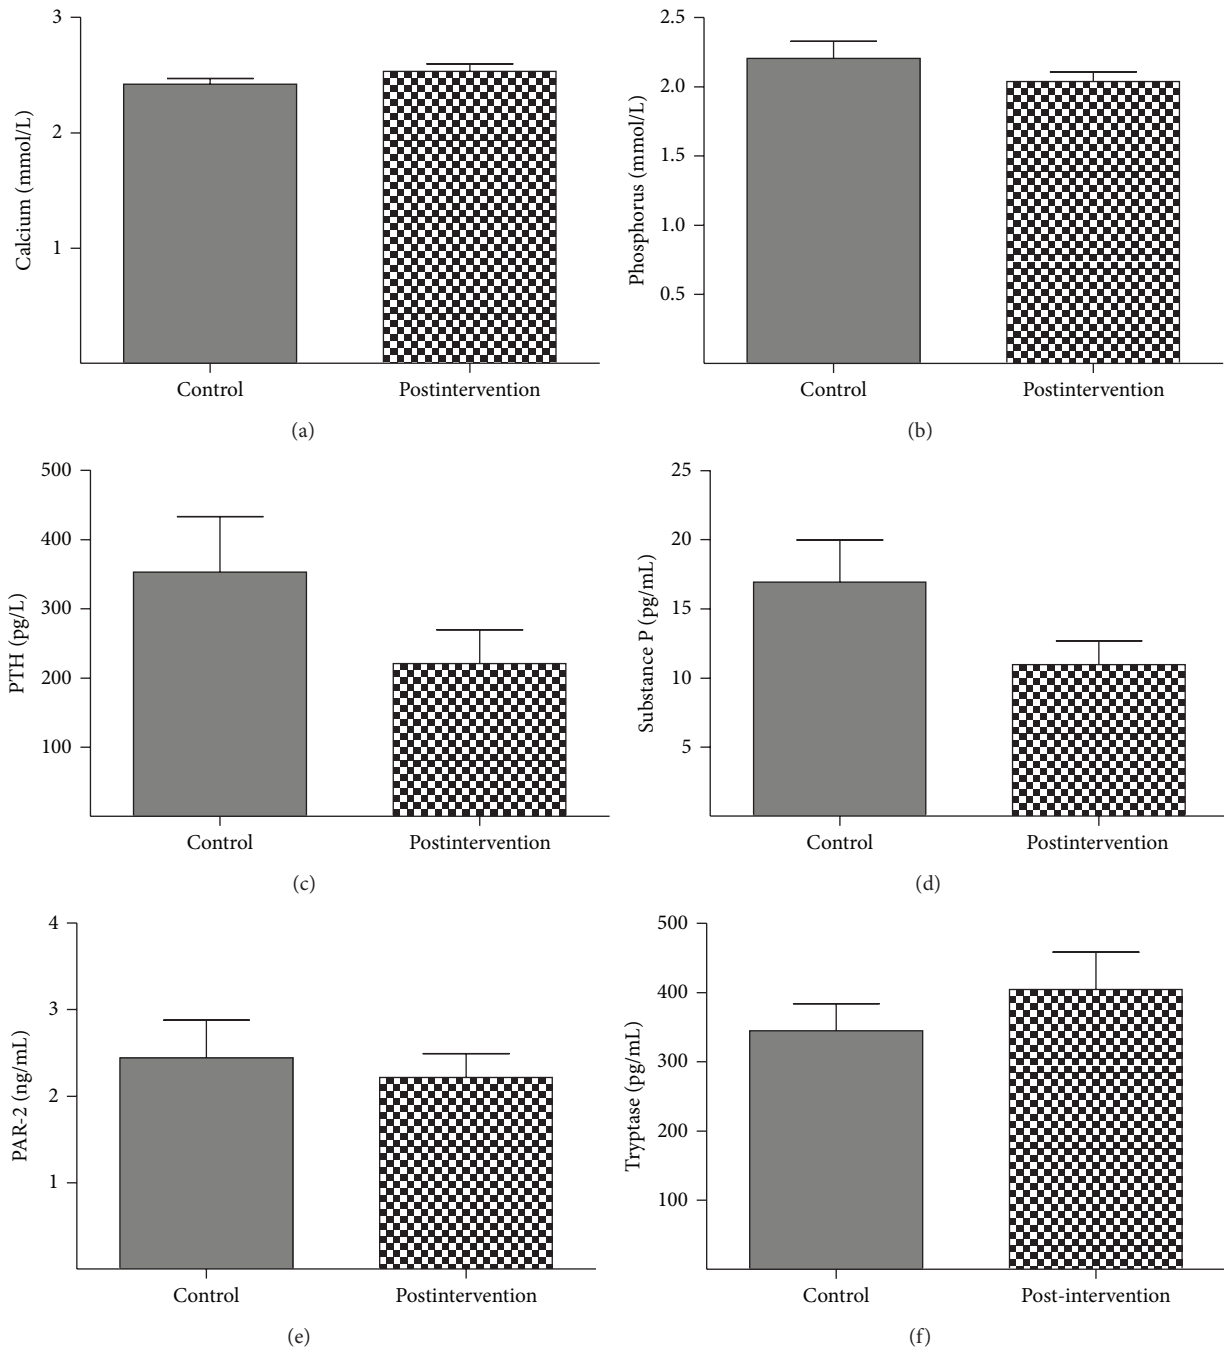 3
2
1
Calcium (mmol/L)
Control
Postintervention
(a)
2.5
2.0
1.5
1.0
0.5
Phosphorus (mmol/L)
Control
Postintervention
(b)
500
400
300
200
100
PTH (pg/L)
Control
Postintervention
(c)
25
20
15
10
5
Substance P (pg/mL)
Control
Postintervention
(d)
4
3
2
1
PAR-2 (ng/mL)
Control
Postintervention
(e)
500
400
300
200
100
Tryptase (pg/mL)
Control
Post-intervention
(f)